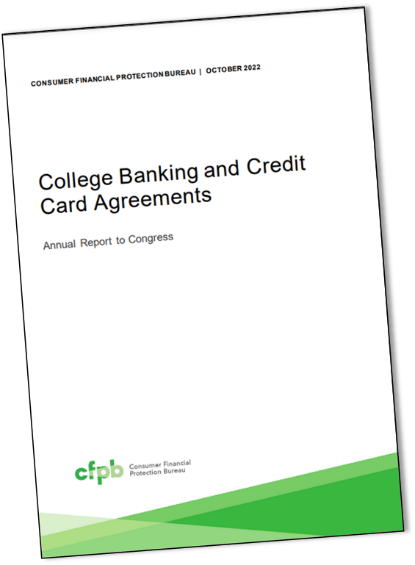 CONSUMER FINANCIAL PROTECTION BUREAU | OCTOBER 2022
College Banking and Credit
Card Agreements
Annual Report to Congress
cfpb Consumer Financial
Protection Bureau